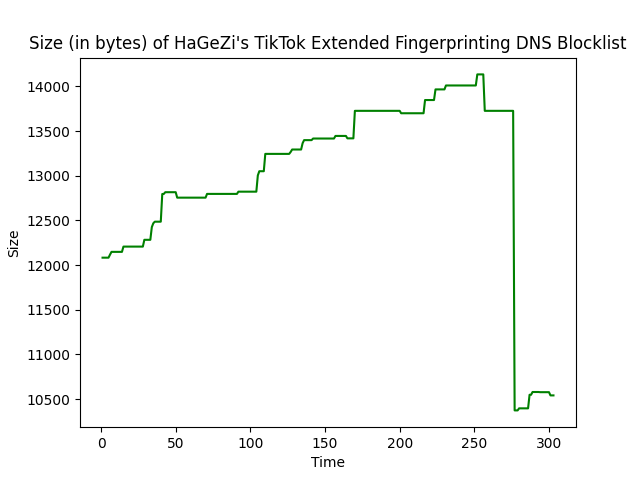 Size (in bytes) of HaGeZi's TikTok Extended Fingerprinting DNS Blocklist
14000
13500
13000
12500
12000
11500
11000
10500
Size
0 50 100 150 200 250 300
Time